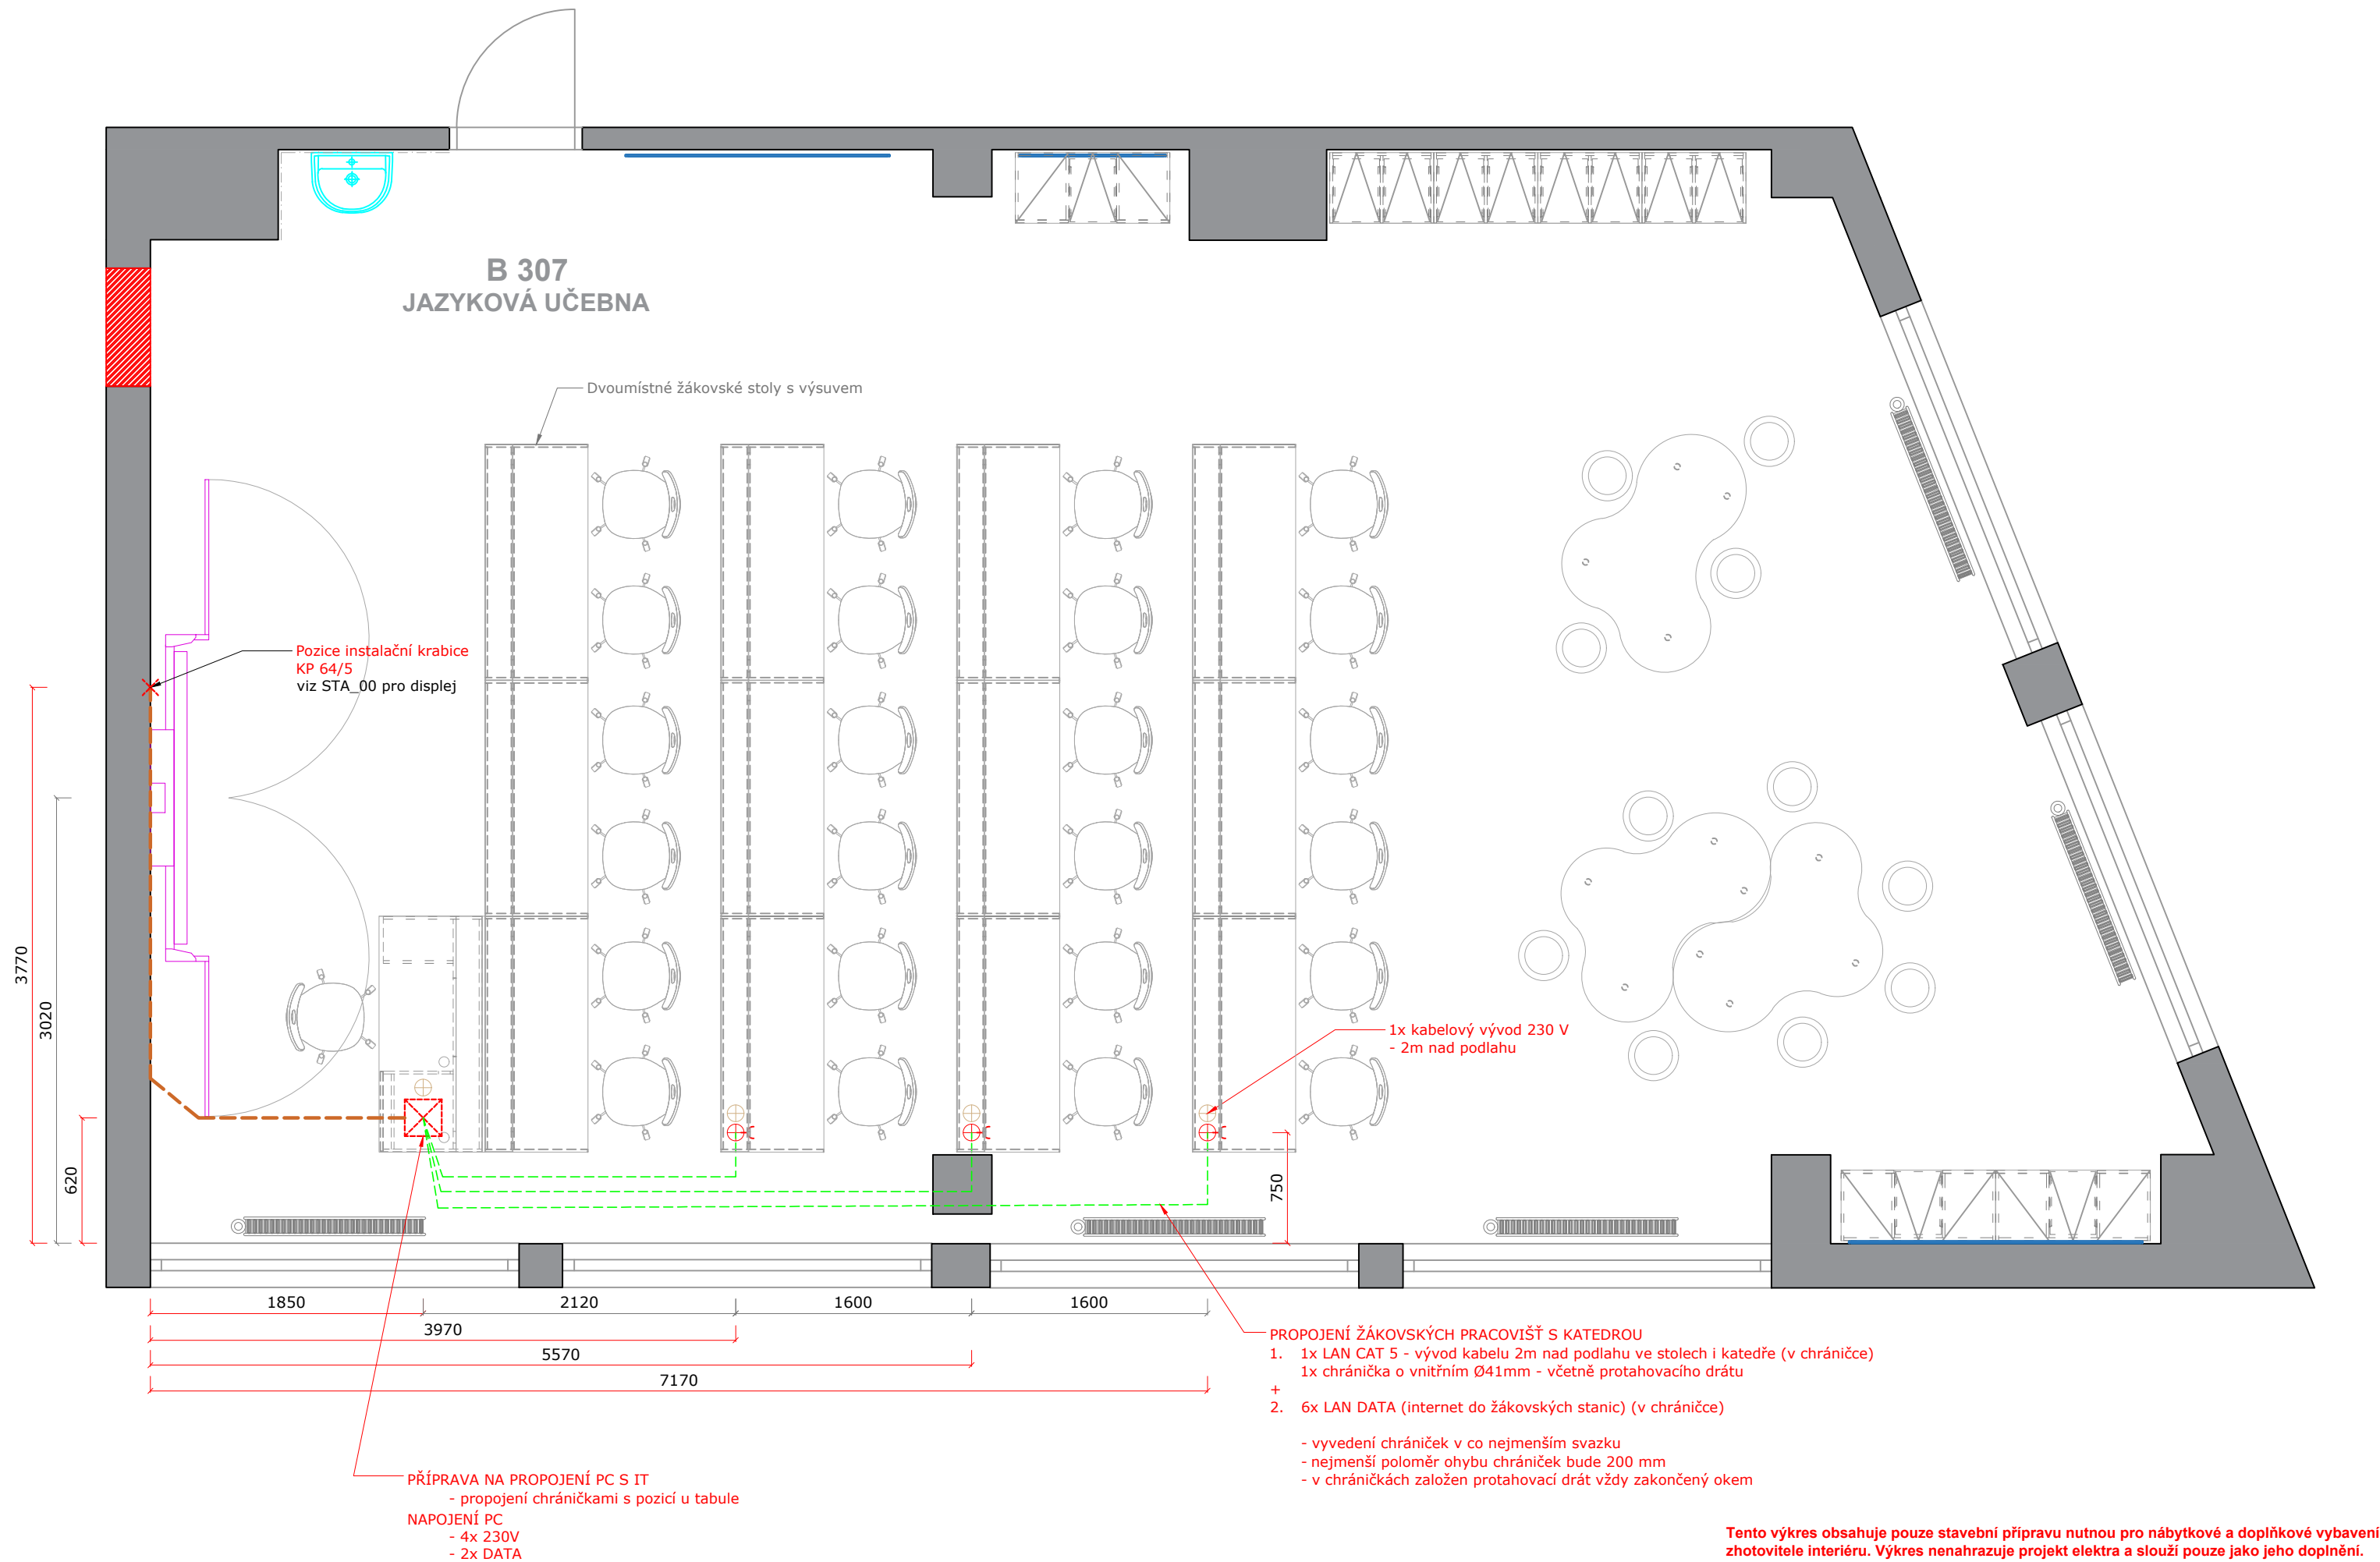 B 307
JAZYKOVÁ UČEBNA
Dvoumístné žákovské stoly s výsuvem
Pozice instalační krabice
KP 64/5
viz STA_00 pro displej
3770
3020
620
1x kabelový vývod 230 V
- 2m nad podlahu
750
1850
2120
1600
1600
3970
5570
7170
PROPOJENÍ ŽÁKOVSKÝCH PRACOVIŠŤ S KATEDROU
1. 1x LAN CAT 5 - vývod kabelu 2m nad podlahu ve stolech i katedře (v chráničce)
1x chránička o vnitřním Ø41mm - včetně protahovacího drátu
+
2. 6x LAN DATA (internet do žákovských stanic) (v chráničce)
- vyvedení chrániček v co nejmenším svazku
- nejmenší poloměr ohybu chrániček bude 200 mm
- v chráničkách založen protahovací drát vždy zakončený okem
PŘÍPRAVA NA PROPOJENÍ PC S IT
- propojení chráničkami s pozicí u tabule
NAPOJENÍ PC
- 4x 230V
- 2x DATA
Tento výkres obsahuje pouze stavební přípravu nutnou pro nábytkové a doplňkové vybavení
zhotovitele interiéru. Výkres nenahrazuje projekt elektra a slouží pouze jako jeho doplnění.